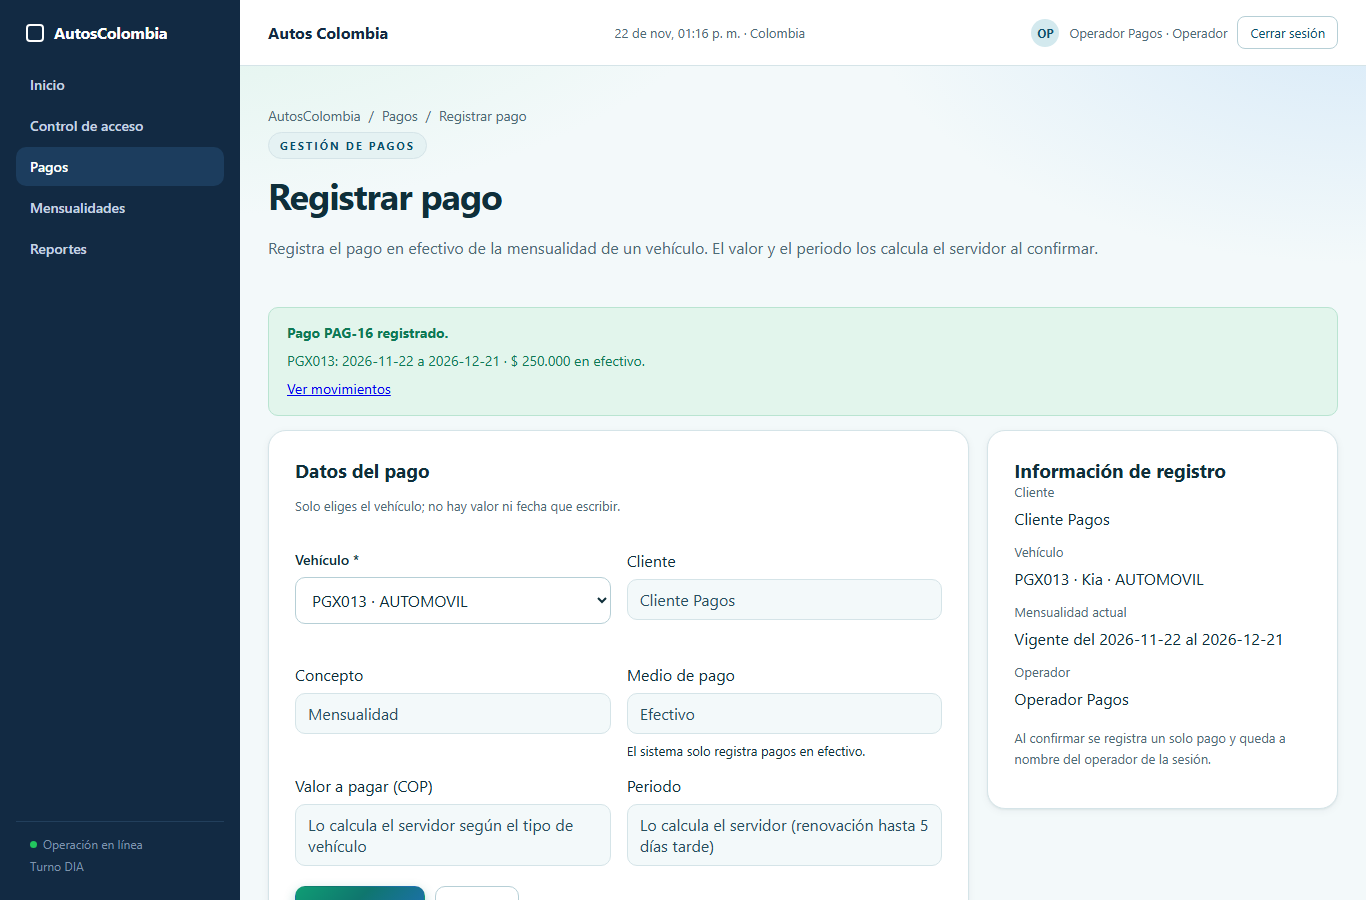 AutosColombia
Inicio
Control de acceso
Pagos
Mensualidades
Reportes
Operación en línea
Turno DIA
Autos Colombia
22 de nov, 01:16 p. m. · Colombia
OP
Operador Pagos · Operador
Cerrar sesión
AutosColombia / Pagos / Registrar pago
GESTIÓN DE PAGOS
Registrar pago
Registra el pago en efectivo de la mensualidad de un vehículo. El valor y el periodo los calcula el servidor al confirmar.
Pago PAG-16 registrado.
PGX013: 2026-11-22 a 2026-12-21 · $ 250.000 en efectivo.
Ver movimientos
Datos del pago
Solo eliges el vehículo; no hay valor ni fecha que escribir.
Vehículo *
PGX013 · AUTOMOVIL
Cliente
Cliente Pagos
Concepto
Mensualidad
Medio de pago
Efectivo
El sistema solo registra pagos en efectivo.
Valor a pagar (COP)
Lo calcula el servidor según el tipo de
vehículo
Periodo
Lo calcula el servidor (renovación hasta 5
días tarde)
Información de registro
Cliente
Cliente Pagos
Vehículo
PGX013 · Kia · AUTOMOVIL
Mensualidad actual
Vigente del 2026-11-22 al 2026-12-21
Operador
Operador Pagos
Al confirmar se registra un solo pago y queda a
nombre del operador de la sesión.